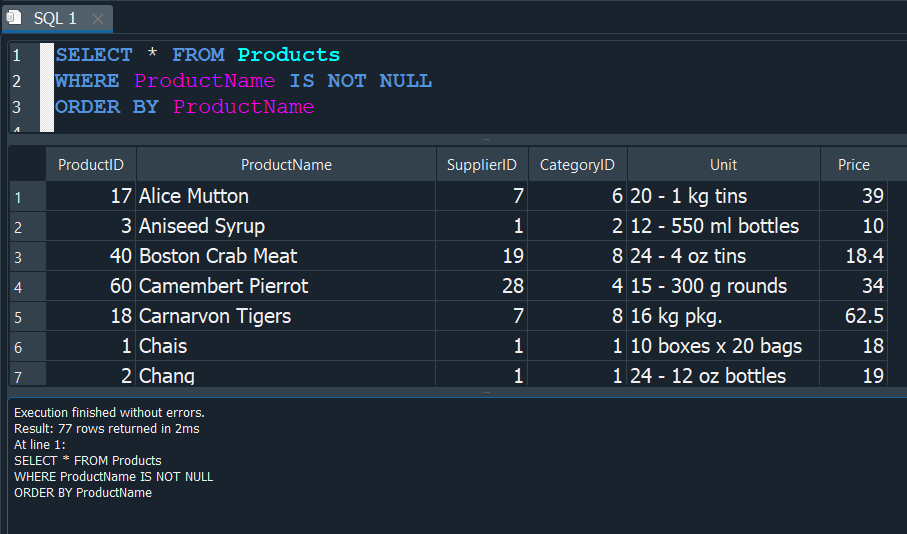 SQL 1
1 SELECT * FROM Products
2 WHERE ProductName IS NOT NULL
3 ORDER BY ProductName
4
ProductID ProductName SupplierID CategoryID Unit Price
1 17 Alice Mutton 7 6 20 - 1 kg tins 39
2 3 Aniseed Syrup 1 2 12 - 550 ml bottles 10
3 40 Boston Crab Meat 19 8 24 - 4 oz tins 18.4
4 60 Camembert Pierrot 28 4 15 - 300 g rounds 34
5 18 Carnarvon Tigers 7 8 16 kg pkg. 62.5
6 1 Chais 1 1 10 boxes x 20 bags 18
7 2 Chang 1 1 24 - 12 oz bottles 19
Execution finished without errors.
Result: 77 rows returned in 2ms
At line 1:
SELECT * FROM Products
WHERE ProductName IS NOT NULL
ORDER BY ProductName